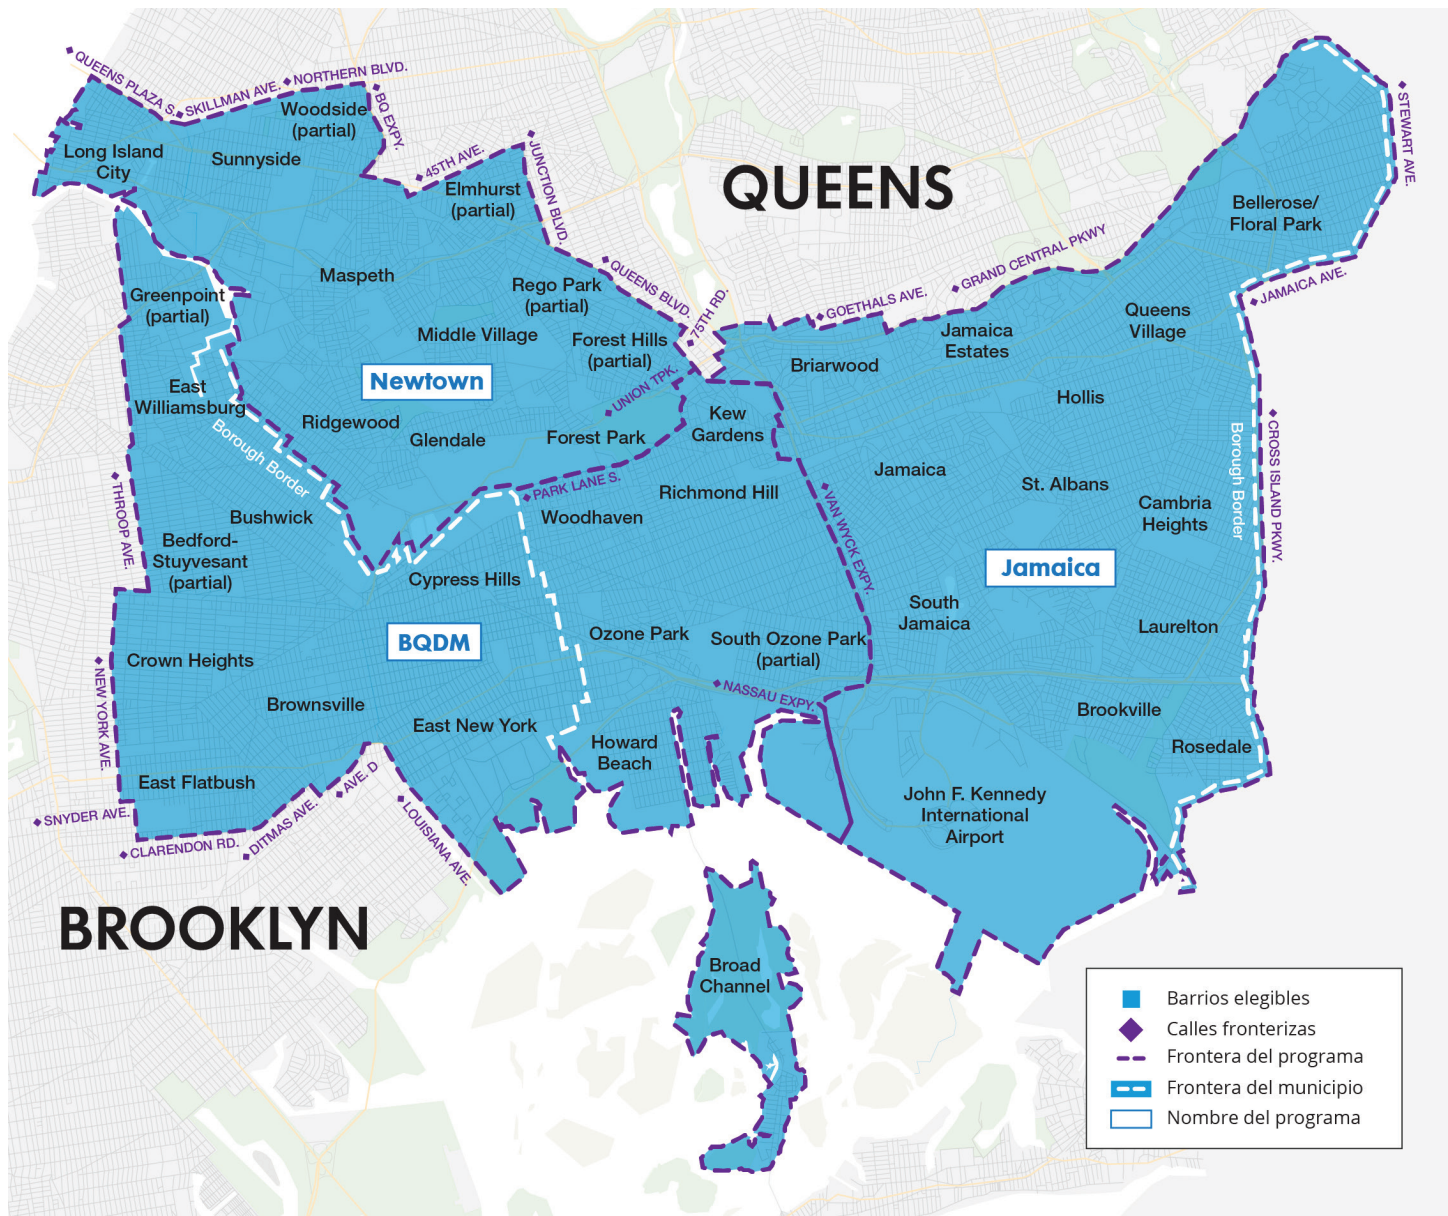 QUEENS PLAZA S.
SKILLMAN AVE.
NORTHERN BLVD.
BQ EXPY.
Woodside
(partial)
Long Island
City
Sunnyside
45TH AVE.
JUNCTION BLVD.
Elmhurst
(partial)
QUEENS
STEWART AVE.
Bellerose/
Floral Park
Maspeth
Greenpoint
(partial)
Rego Park
(partial)
QUEENS BLVD.
75TH RD.
GOETHALS AVE.
GRAND CENTRAL PKWY
JAMAICA AVE.
Middle Village
Forest Hills
(partial)
Briarwood
Jamaica
Estates
Queens
Village
East
Williamsburg
Newtown
UNION TPK.
Hollis
Ridgewood
Glendale
Forest Park
Kew
Gardens
Borough Border
Borough Border
CROSS ISLAND PKWY.
PARK LANE S.
Richmond Hill
Woodhaven
VAN WYCK EXPY.
Jamaica
St. Albans
Cambria
Heights
THROOP AVE.
Bushwick
Bedford-
Stuyvesant
(partial)
Cypress Hills
Jamaica
BQDM
Ozone Park
South Ozone Park
(partial)
South
Jamaica
Laurelton
NEW YORK AVE.
Crown Heights
Brownsville
East New York
NASSAU EXPY.
Brookville
Rosedale
Howard
Beach
East Flatbush
John F. Kennedy
International
Airport
SNYDER AVE.
CLARENDON RD.
DITMAS AVE.
AVE. D
LOUISIANA AVE.
BROOKLYN
Broad
Channel
Barrios elegibles
Calles fronterizas
Frontera del programa
Frontera del municipio
Nombre del programa